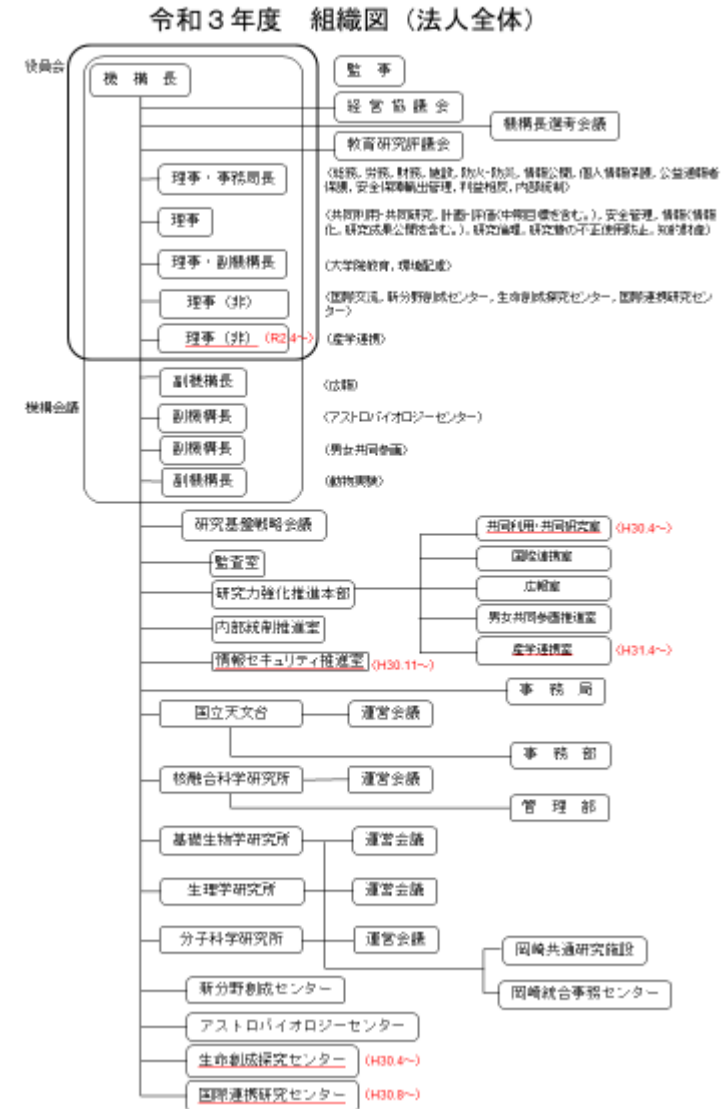 令和３年度　組織図（法人全体）
役員会
機　構　長
監　事
経 営 協 議 会
機構長選考会議
教育研究評議会
理事・事務局長
（総務，労務，財務，施設，防火・防災，情報公開，個人情報保護，公益通報者
保護，安全保障輸出管理，利益相反，内部統制）
理事
（共同利用・共同研究，計画・評価（中期目標を含む。），安全管理，情報（情報
化，研究成果公開を含む。），研究倫理，研究費の不正使用防止，知的財産）
理事・副機構長
（大学院教育，環境配慮）
理事（非）
（国際交流，新分野創成センター，生命創成探究センター，国際連携研究セン
ター）
理事（非）
（R2.4～）
（産学連携）
副機構長
（広報）
機構会議
副機構長
（アストロバイオロジーセンター）
副機構長
（男女共同参画）
副機構長
（動物実験）
研究基盤戦略会議
共同利用・共同研究室
（H30.4～）
国際連携室
監査室
研究力強化推進本部
広報室
内部統制推進室
男女共同参画推進室
情報セキュリティ推進室
（H30.11～）
産学連携室
（H31.4～）
事　務　局
国立天文台
運営会議
事　務　部
核融合科学研究所
運営会議
管　理　部
基礎生物学研究所
運営会議
生理学研究所
運営会議
分子科学研究所
運営会議
岡崎共通研究施設
新分野創成センター
岡崎統合事務センター
アストロバイオロジーセンター
生命創成探究センター
（H30.4～）
国際連携研究センター
（H30.8～）